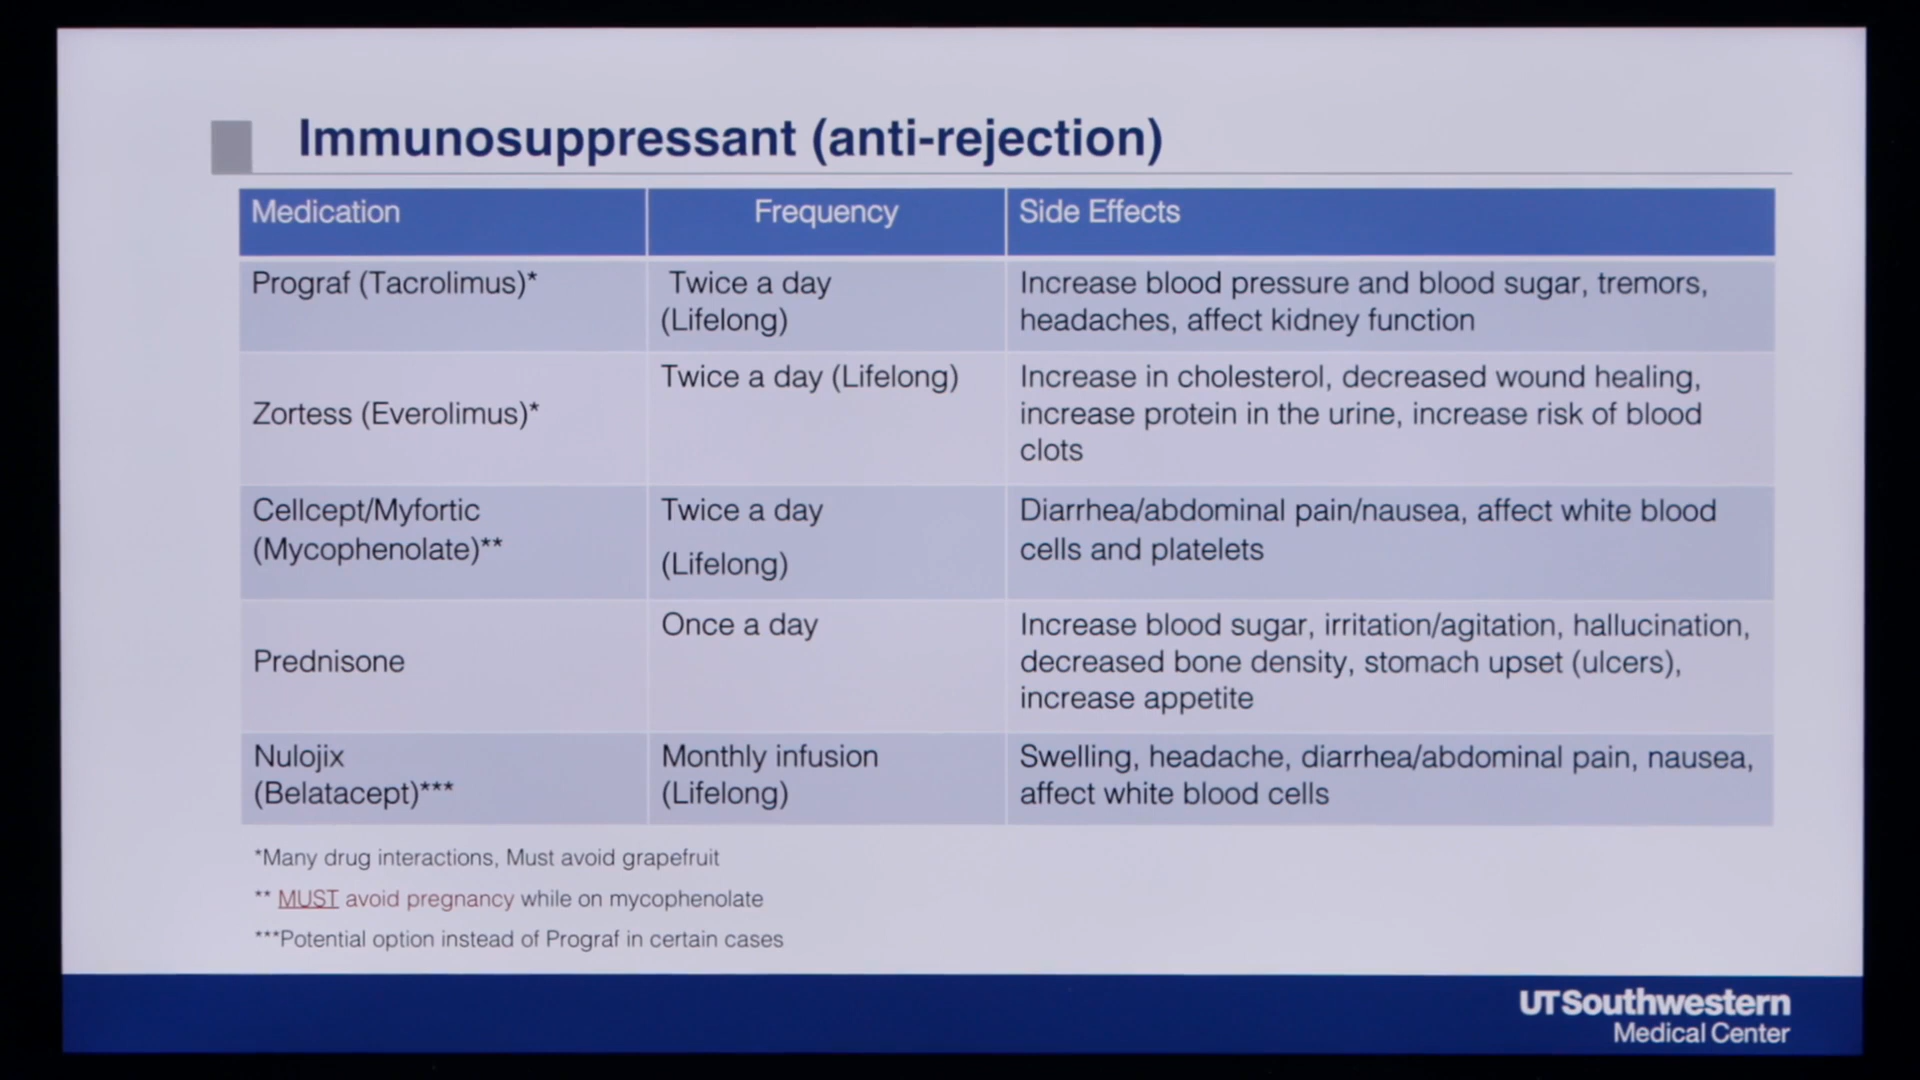 Immunosuppressant (anti-rejection)
Medication
Frequency
Side Effects
Prograf (Tacrolimus)*
Twice a day
(Lifelong)
Increase blood pressure and blood sugar, tremors,
headaches, affect kidney function
Zortess (Everolimus)*
Twice a day (Lifelong)
Increase in cholesterol, decreased wound healing,
increase protein in the urine, increase risk of blood
clots
Cellcept/Myfortic
(Mycophenolate)**
Twice a day
(Lifelong)
Diarrhea/abdominal pain/nausea, affect white blood
cells and platelets
Prednisone
Once a day
Increase blood sugar, irritation/agitation, hallucination,
decreased bone density, stomach upset (ulcers),
increase appetite
Nulojix
(Belatacept)***
Monthly infusion
(Lifelong)
Swelling, headache, diarrhea/abdominal pain, nausea,
affect white blood cells
*Many drug interactions, Must avoid grapefruit
** MUST avoid pregnancy while on mycophenolate
***Potential option instead of Prograf in certain cases
UTSouthwestern
Medical Center